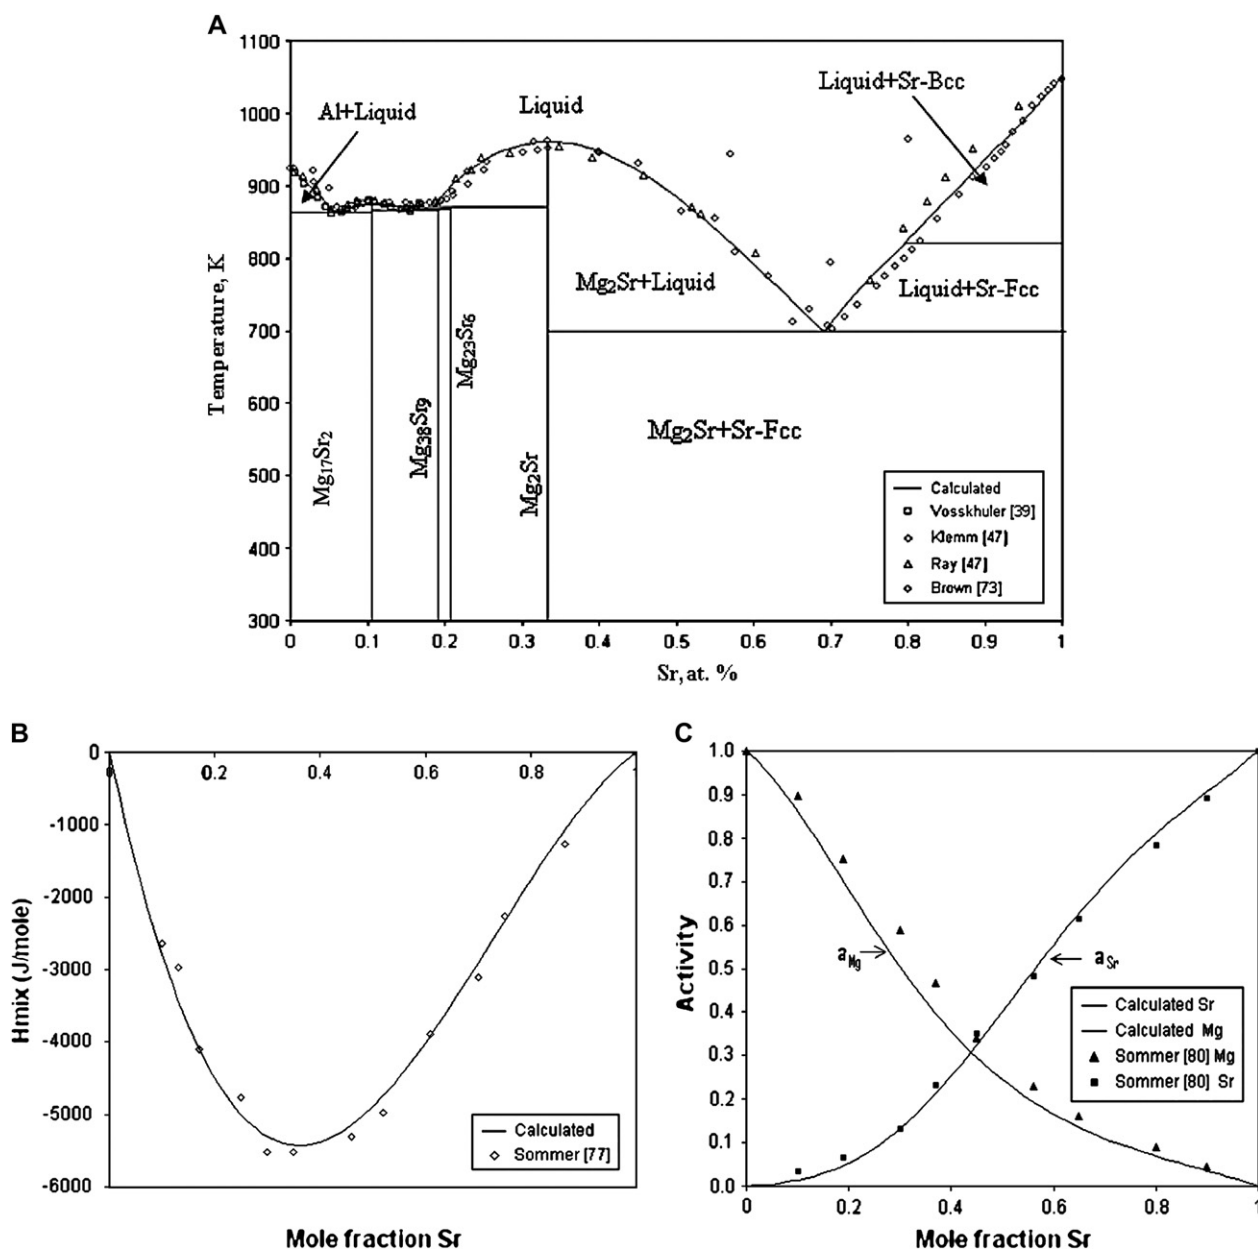 A
1100
1000
900
800
700
600
500
400
300
Temperature, K
Al+Liquid
Liquid
Liquid+Sr-Bcc
Mg₂Sr+Liquid
Liquid+Sr-Fcc
Mg₂Sr+Sr-Fcc
Mg₁₇Sr₂
Mg₃₈Sr₉
Mg₂₃Sr₆
Mg₂Sr
Calculated
Vosskhuler [39]
Klemm [47]
Ray [47]
Brown [73]
0 0.1 0.2 0.3 0.4 0.5 0.6 0.7 0.8 0.9 1
Sr, at. %
B
0
-1000
-2000
-3000
-4000
-5000
-6000
Hmix (J/mole)
0 0.2 0.4 0.6 0.8
Calculated
Sommer [77]
Mole fraction Sr
C
1.0
0.9
0.8
0.7
0.6
0.5
0.4
0.3
0.2
0.1
0.0
Activity
a Mg
a Sr
Calculated Sr
Calculated Mg
Sommer [80] Mg
Sommer [80] Sr
0 0.2 0.4 0.6 0.8 1
Mole fraction Sr